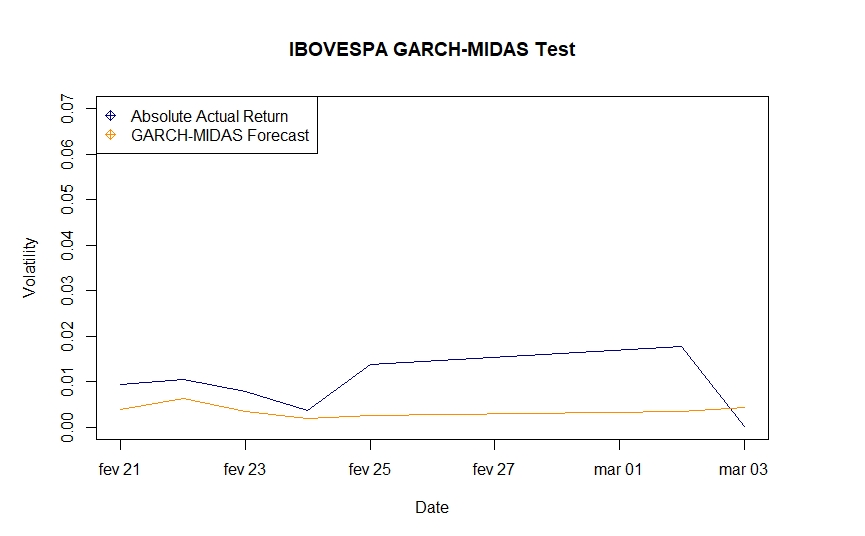 IBOVESPA GARCH-MIDAS Test
Absolute Actual Return
GARCH-MIDAS Forecast
Volatility
0.07
0.06
0.05
0.04
0.03
0.02
0.01
0.00
fev 21 fev 23 fev 25 fev 27 mar 01 mar 03
Date